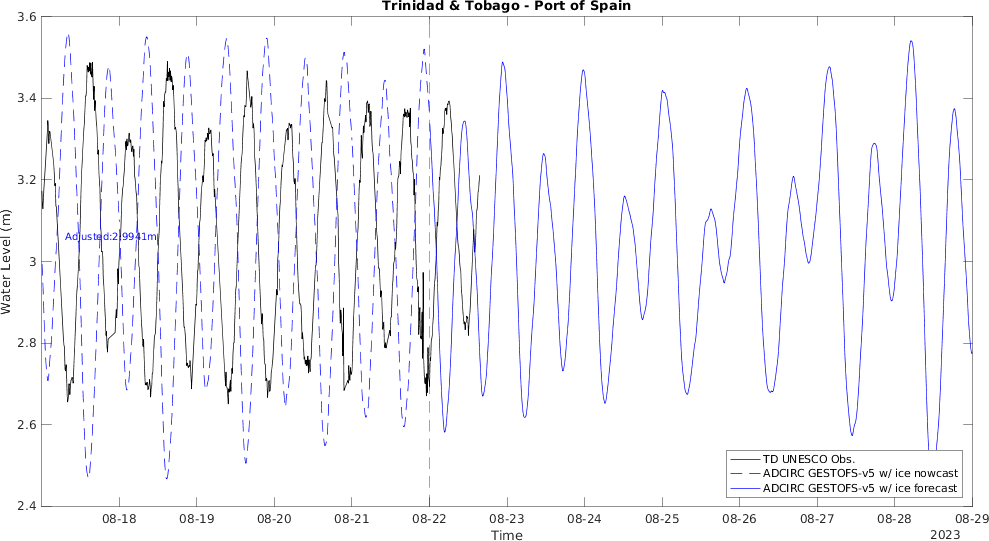 Trinidad & Tobago - Port of Spain
3.6
3.4
3.2
3
2.8
2.6
2.4
Water Level (m)
Adjusted:2.9941m
TD UNESCO Obs.
ADCIRC GESTOFS-v5 w/ ice nowcast
ADCIRC GESTOFS-v5 w/ ice forecast
08-18 08-19 08-20 08-21 08-22 08-23 08-24 08-25 08-26 08-27 08-28 08-29
Time
2023